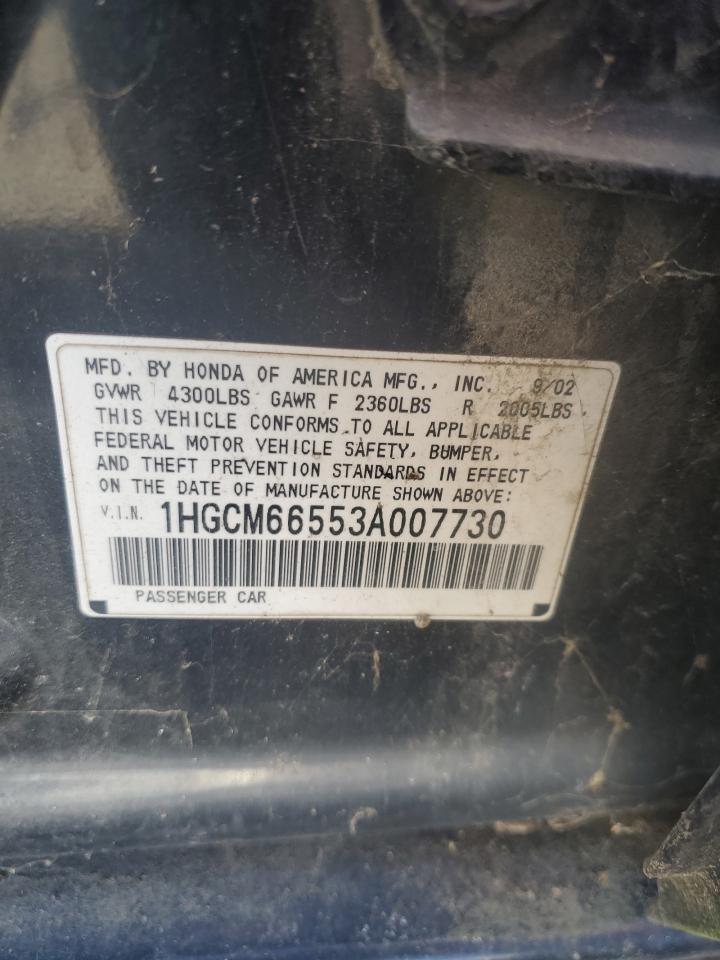 MFD. BY HONDA OF AMERICA MFG., INC. 9/02
GVWR 4300LBS GAWR F 2360LBS R 2005LBS.
THIS VEHICLE CONFORMS TO ALL APPLICABLE
FEDERAL MOTOR VEHICLE SAFETY, BUMPER,
AND THEFT PREVENTION STANDARDS IN EFFECT
ON THE DATE OF MANUFACTURE SHOWN ABOVE:
V.I.N. 1HGCM66553A007730
PASSENGER CAR